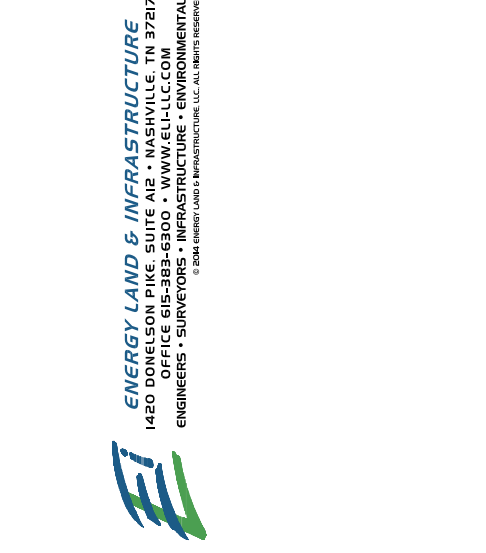 ENERGY LAND & INFRASTRUCTURE
1420 DONELSON PIKE, SUITE A12 • NASHVILLE, TN 37217
OFFICE 615-383-6300 • WWW.ELI-LLC.COM
ENGINEERS • SURVEYORS • INFRASTRUCTURE • ENVIRONMENTAL
© 2014 ENERGY LAND & INFRASTRUCTURE, LLC. ALL RIGHTS RESERVE